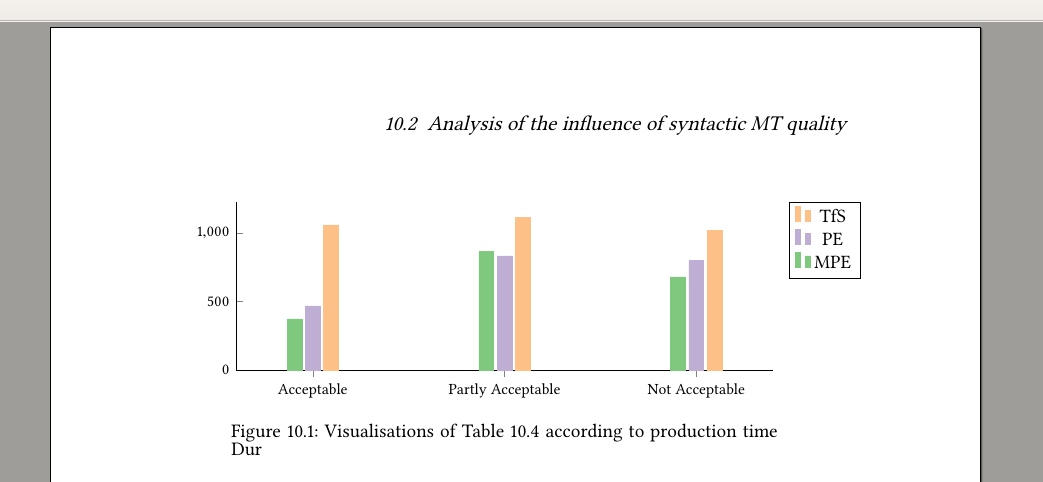 10.2 Analysis of the influence of syntactic MT quality
1,000
500
0
Acceptable
Partly Acceptable
Not Acceptable
TfS
PE
MPE
Figure 10.1: Visualisations of Table 10.4 according to production time
Dur